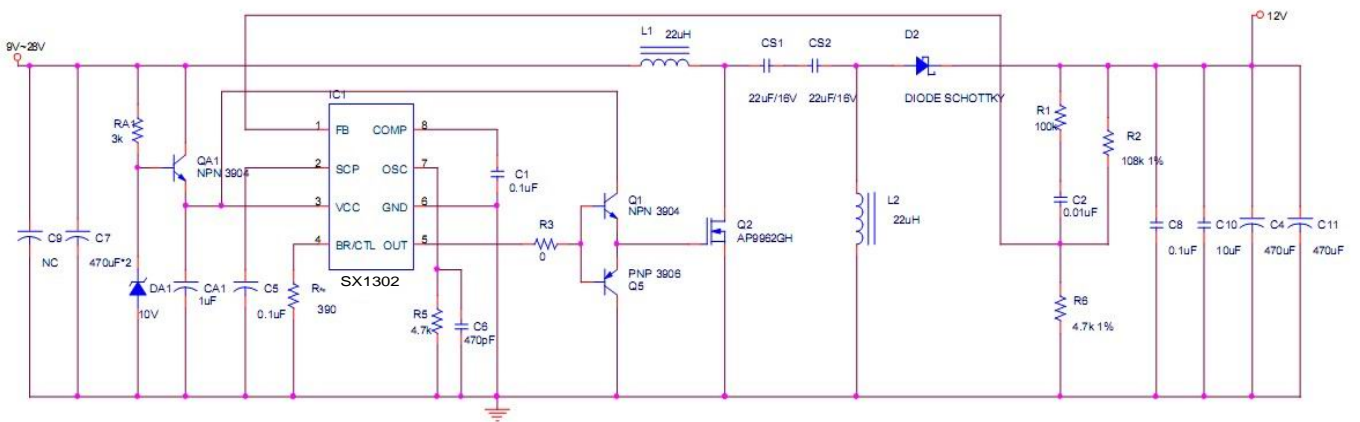 12V
9V~28V
L1 22uH
CS1 CS2
D2
22uF/16V 22uF/16V
DIODE SCHOTTKY
IC1
RA1
3k
1 FB COMP 8
R1
100k
R2
108k 1%
QA1
NPN 3904
2 SCP OSC 7
C1
0.1uF
3 VCC GND 6
Q1
NPN 3904
L2
22uH
C2
0.01uF
4 BR/CTL OUT 5
R3
0
Q2
AP9962GH
C9
NC
C7
470uF*2
C8
0.1uF
C10
10uF
C4
470uF
C11
470uF
SX1302
PNP 3906
Q5
DA1
10V
CA1
1uF
C5
0.1uF
390
R5
4.7k
C6
470pF
R6
4.7k 1%